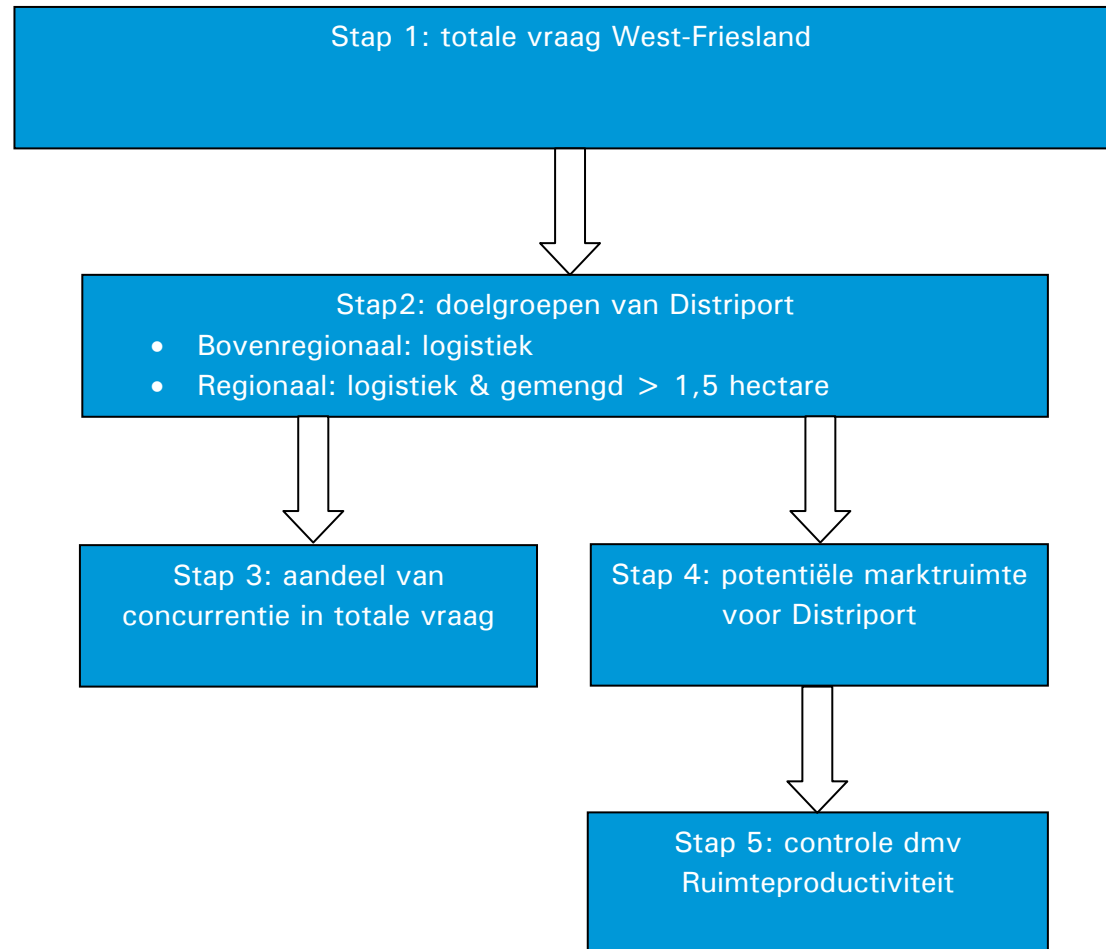 Stap 1: totale vraag West-Friesland
Stap2: doelgroepen van Distriport
• Bovenregionaal: logistiek
• Regionaal: logistiek & gemengd > 1,5 hectare
Stap 3: aandeel van
concurrentie in totale vraag
Stap 4: potentiële marktruimte
voor Distriport
Stap 5: controle dmv
Ruimteproductiviteit